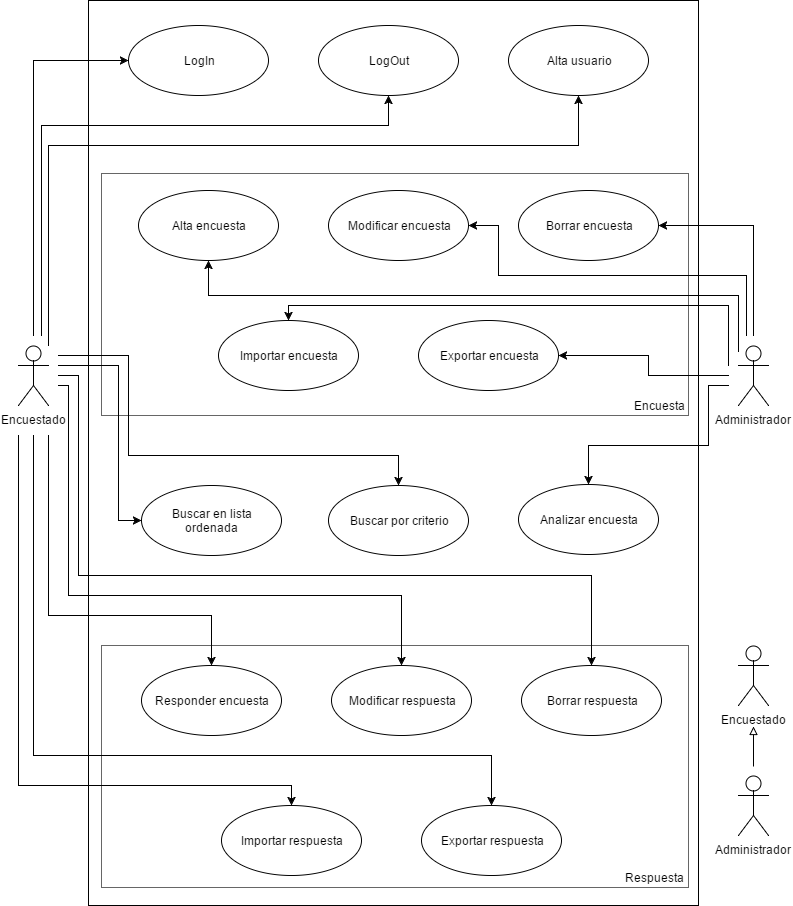 LogIn
LogOut
Alta usuario
Alta encuesta
Modificar encuesta
Borrar encuesta
Importar encuesta
Exportar encuesta
Encuesta
Encuestado
Administrador
Buscar en lista
ordenada
Buscar por criterio
Analizar encuesta
Responder encuesta
Modificar respuesta
Borrar respuesta
Encuestado
Importar respuesta
Exportar respuesta
Administrador
Respuesta